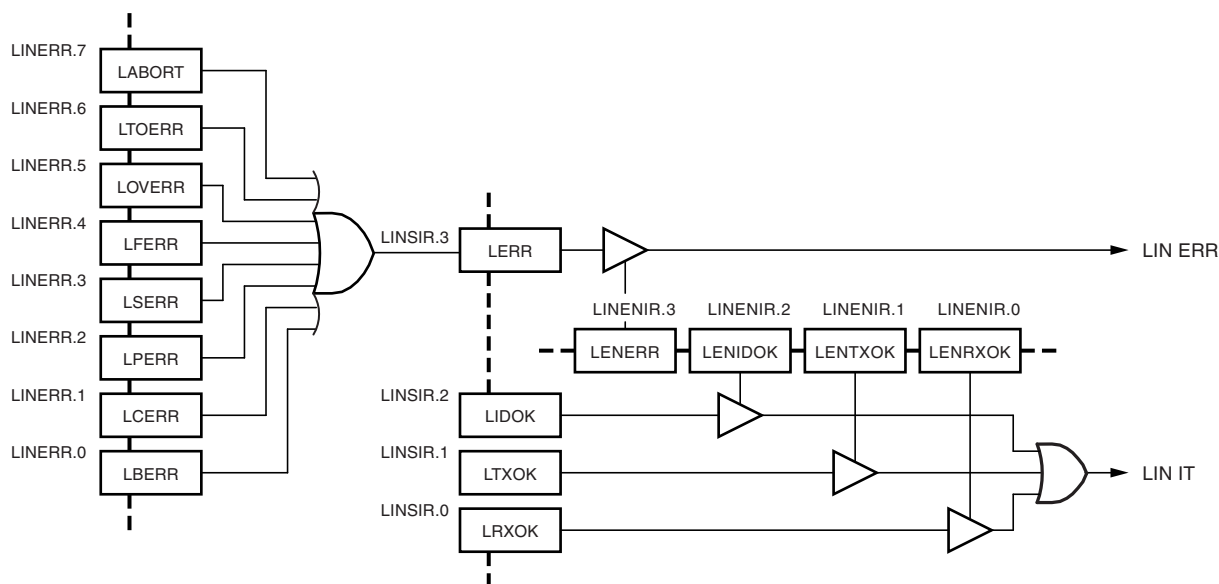 LINERR.7
LABORT
LINERR.6
LTOERR
LINERR.5
LOVERR
LINERR.4
LFERR
LINERR.3
LSERR
LINERR.2
LPERR
LINERR.1
LCERR
LINERR.0
LBERR
LINSIR.3
LERR
LIN ERR
LINENIR.3
LINENIR.2
LINENIR.1
LINENIR.0
LENERR
LENIDOK
LENTXOK
LENRXOK
LINSIR.2
LIDOK
LINSIR.1
LTXOK
LIN IT
LINSIR.0
LRXOK